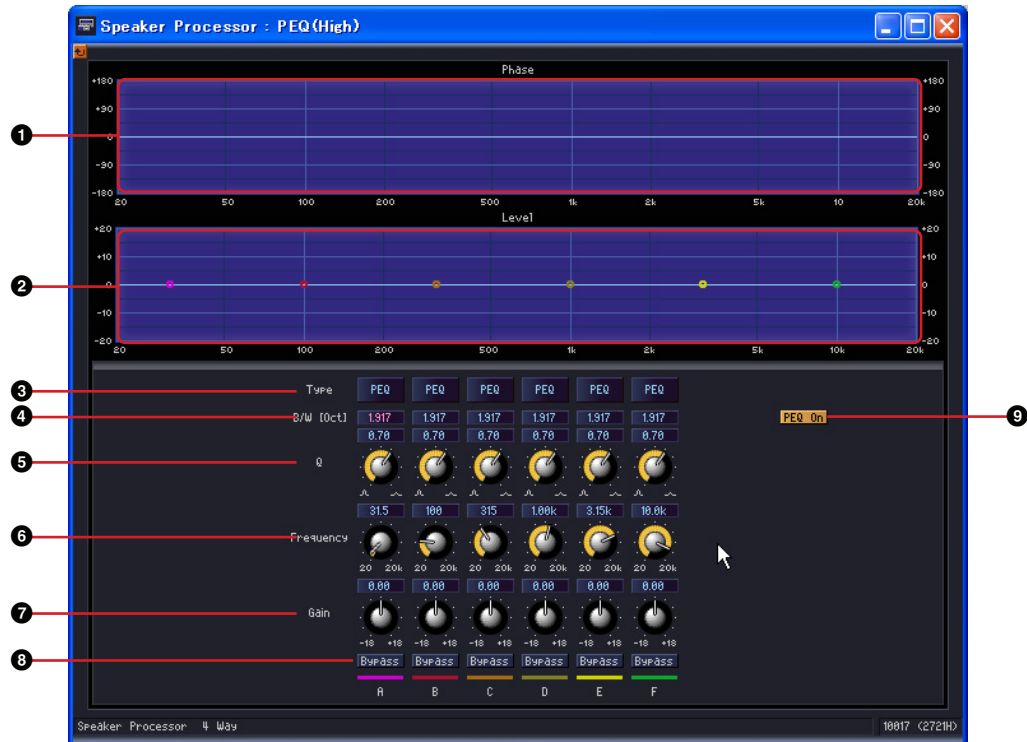 Speaker Processor : PEQ(High)
Phase
+180 +180
+90 +90
1 0 0
-90 -90
-180 -180
20 50 100 200 500 1k 2k 5k 10 20k
Level
+20 +20
+10 +10
2 0 0
-10 -10
-20 -20
20 50 100 200 500 1k 2k 5k 10k 20k
3 Type PEQ PEQ PEQ PEQ PEQ PEQ
4 B/W [Oct] 1.917 1.917 1.917 1.917 1.917 1.917 PEQ On 9
0.70 0.70 0.70 0.70 0.70 0.70
5 Q
31.5 100 315 1.00k 3.15k 10.0k
6 Frequency
20 20k 20 20k 20 20k 20 20k 20 20k 20 20k
0.00 0.00 0.00 0.00 0.00 0.00
7 Gain
-18 +18 -18 +18 -18 +18 -18 +18 -18 +18 -18 +18
8 Bypass Bypass Bypass Bypass Bypass Bypass
A B C D E F
Speaker Processor 4 Way 10017 (2721H)